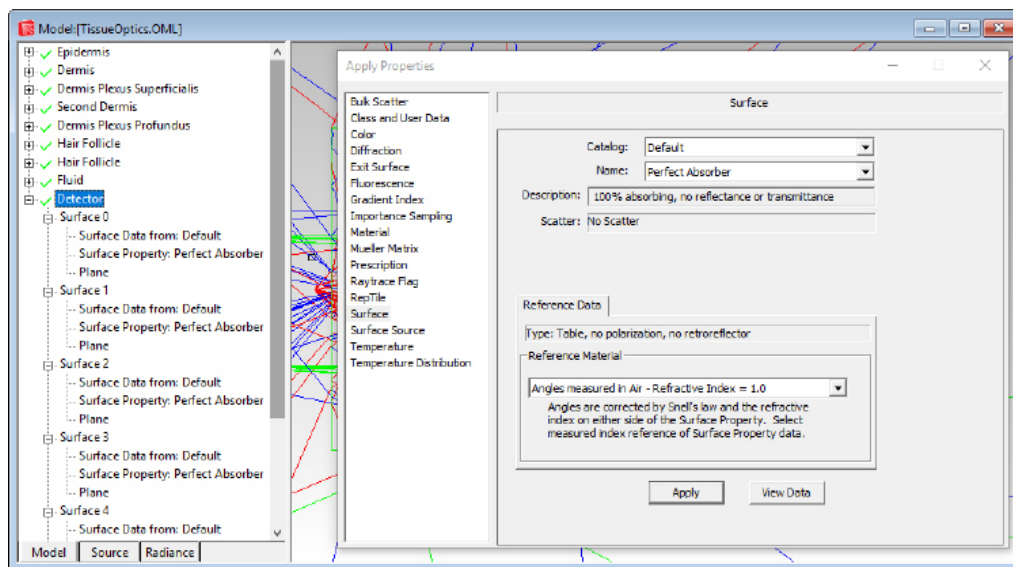 Model:[TissueOptics.OML]
Epidermis
Dermis
Dermis Plexus Superficialis
Second Dermis
Dermis Plexus Profundus
Hair Follicle
Hair Follicle
Fluid
Detector
Surface 0
Surface Data from: Default
Surface Property: Perfect Absorber
Plane
Surface 1
Surface Data from: Default
Surface Property: Perfect Absorber
Plane
Surface 2
Surface Data from: Default
Surface Property: Perfect Absorber
Plane
Surface 3
Surface Data from: Default
Surface Property: Perfect Absorber
Plane
Surface 4
Surface Data from: Default
Model Source Radiance
Apply Properties
Bulk Scatter
Class and User Data
Color
Diffraction
Exit Surface
Fluorescence
Gradient Index
Importance Sampling
Material
Mueller Matrix
Prescription
Raytrace Flag
RepTile
Surface
Surface Source
Temperature
Temperature Distribution
Surface
Catalog: Default
Name: Perfect Absorber
Description: 100% absorbing, no reflectance or transmittance
Scatter: No Scatter
Reference Data
Type: Table, no polarization, no retroreflector
Reference Material
Angles measured in Air - Refractive Index = 1.0
Angles are corrected by Snell's law and the refractive
index on either side of the Surface Property. Select
measured index reference of Surface Property data.
Apply View Data